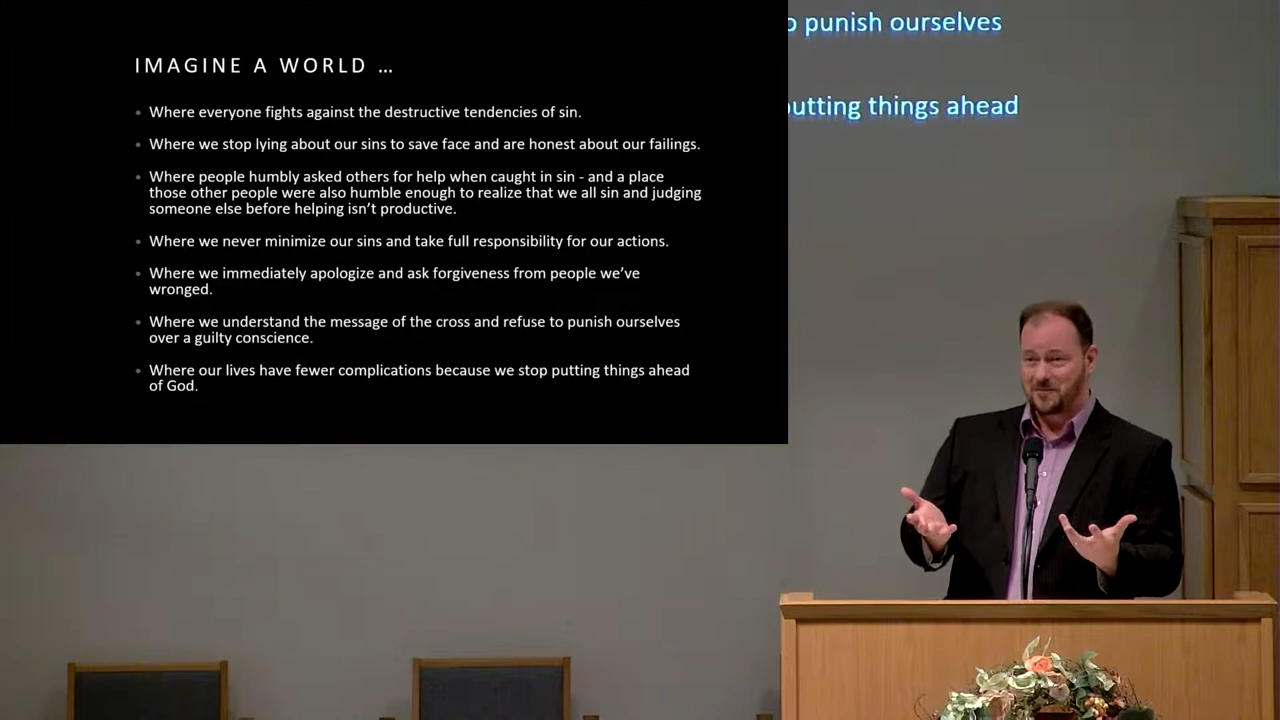 IMAGINE A WORLD …
• Where everyone fights against the destructive tendencies of sin.
• Where we stop lying about our sins to save face and are honest about our failings.
• Where people humbly asked others for help when caught in sin - and a place
those other people were also humble enough to realize that we all sin and judging
someone else before helping isn’t productive.
• Where we never minimize our sins and take full responsibility for our actions.
• Where we immediately apologize and ask forgiveness from people we’ve
wronged.
• Where we understand the message of the cross and refuse to punish ourselves
over a guilty conscience.
• Where our lives have fewer complications because we stop putting things ahead
of God.
punish ourselves
things ahead